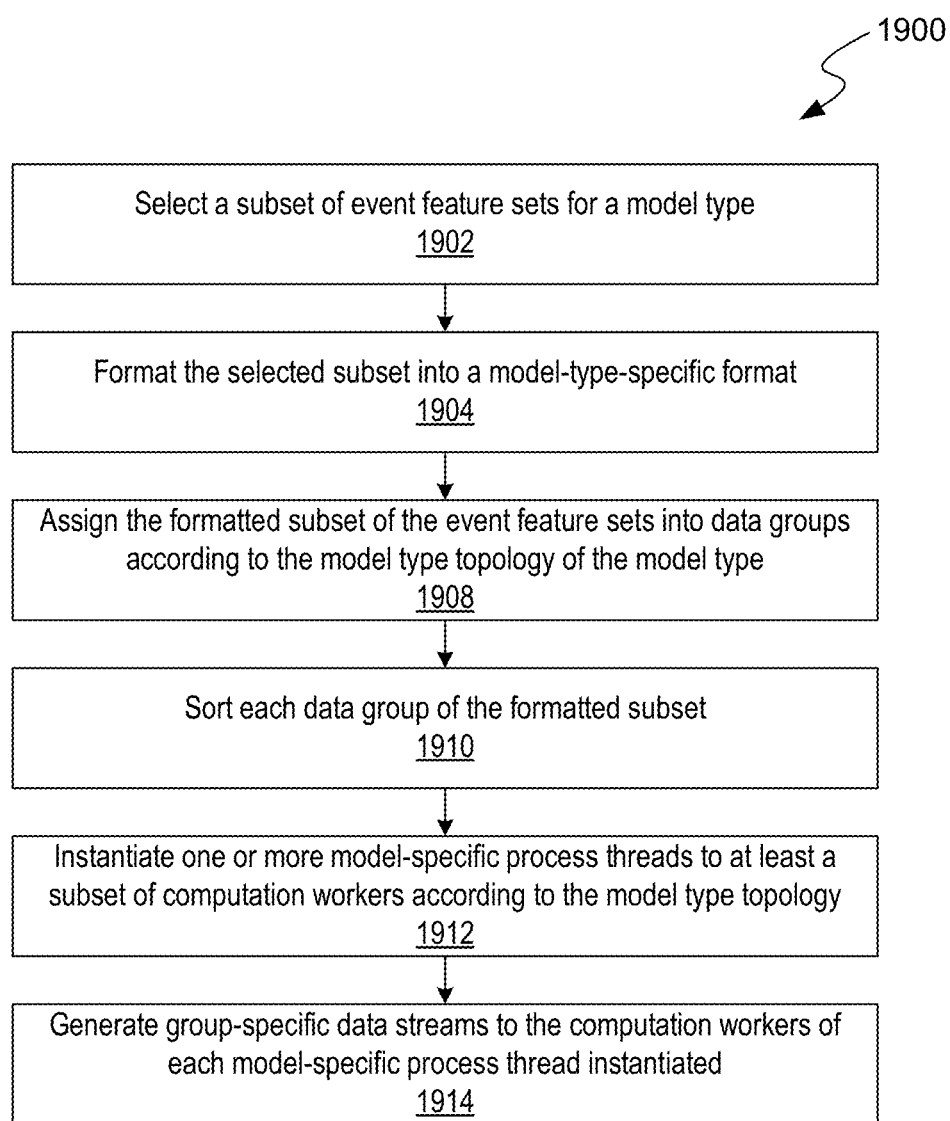 1900
Select a subset of event feature sets for a model type
1902
Format the selected subset into a model-type-specific format
1904
Assign the formatted subset of the event feature sets into data groups
according to the model type topology of the model type
1908
Sort each data group of the formatted subset
1910
Instantiate one or more model-specific process threads to at least a
subset of computation workers according to the model type topology
1912
Generate group-specific data streams to the computation workers of
each model-specific process thread instantiated
1914